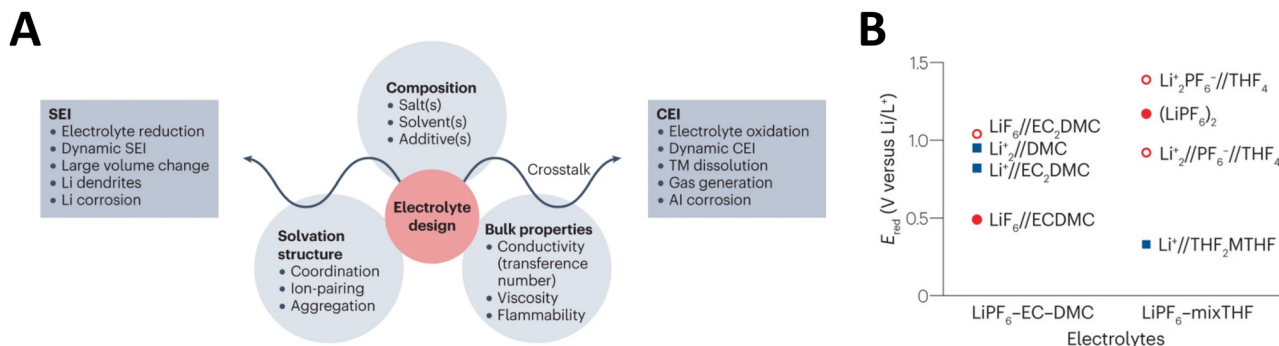 A
Composition
• Salt(s)
• Solvent(s)
• Additive(s)
SEI
• Electrolyte reduction
• Dynamic SEI
• Large volume change
• Li dendrites
• Li corrosion
CEI
• Electrolyte oxidation
• Dynamic CEI
• TM dissolution
• Gas generation
• Al corrosion
Crosstalk
Electrolyte
design
Solvation
structure
• Coordination
• Ion-pairing
• Aggregation
Bulk properties
• Conductivity
(transference
number)
• Viscosity
• Flammability
B
E_red (V versus Li/L⁺)
1.5
1.0
0.5
0
LiF₆//EC₂DMC
Li⁺₂//DMC
Li⁺//EC₂DMC
LiF₆//ECDMC
Li⁺₂PF₆⁻//THF₄
(LiPF₆)₂
Li⁺₂//PF₆⁻//THF₄
Li⁺//THF₂MTHF
LiPF₆–EC–DMC
LiPF₆–mixTHF
Electrolytes